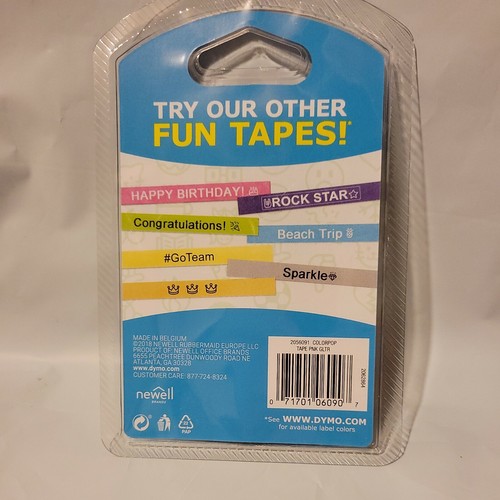 TRY OUR OTHER
FUN TAPES!*
HAPPY BIRTHDAY!
ROCK STAR
Congratulations!
Beach Trip
#GoTeam
Sparkle
MADE IN BELGIUM
©2018 NEWELL RUBBERMAID EUROPE LLC
PRODUCT OF NEWELL OFFICE BRANDS
6655 PEACHTREE DUNWOODY ROAD NE
ATLANTA, GA 30328
www.dymo.com
CUSTOMER CARE: 877-724-8324
newell
BRANDS
2056091 COLORPOP
TAPE PNK GLTR
0 71701 06090 7
*See WWW.DYMO.COM
for available label colors